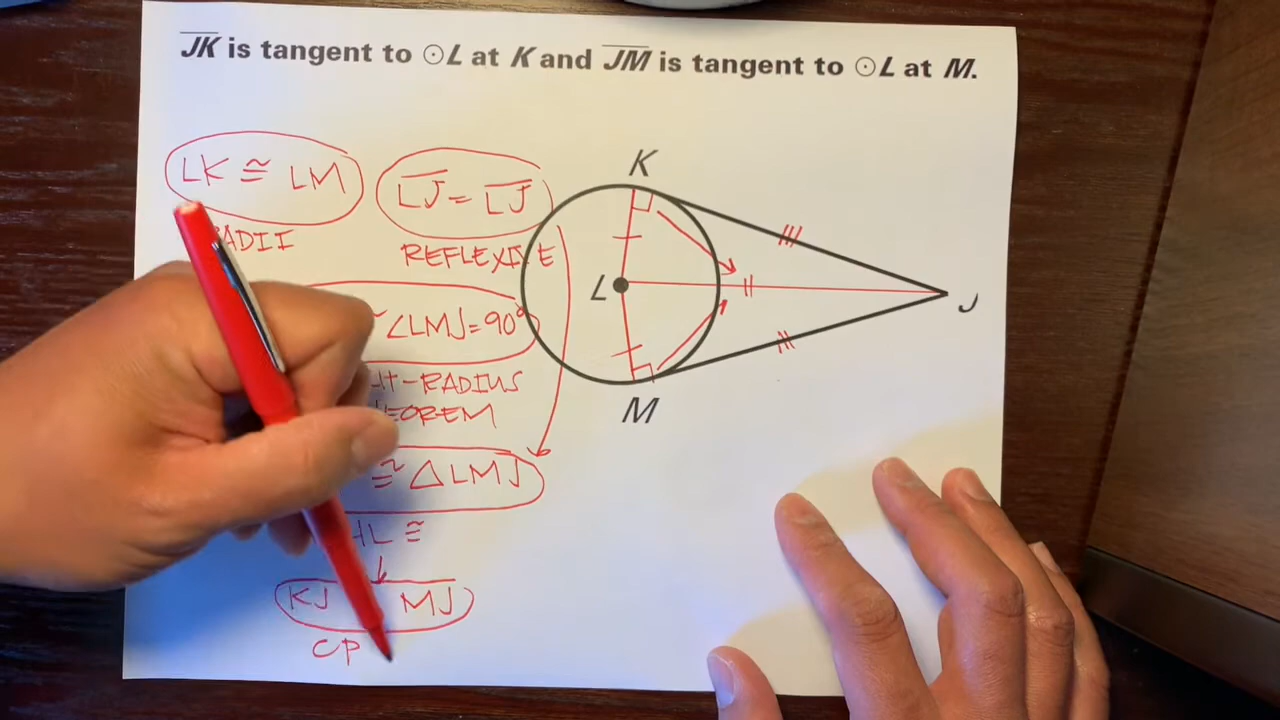 JK is tangent to ⊙L at K and JM is tangent to ⊙L at M.
LK ≅ LM
LJ = LJ
REFLEXIVE
∠LMJ = 90°
RADIUS
≅ △LMJ
HL ≅
KJ MJ
CP
K
L
J
M